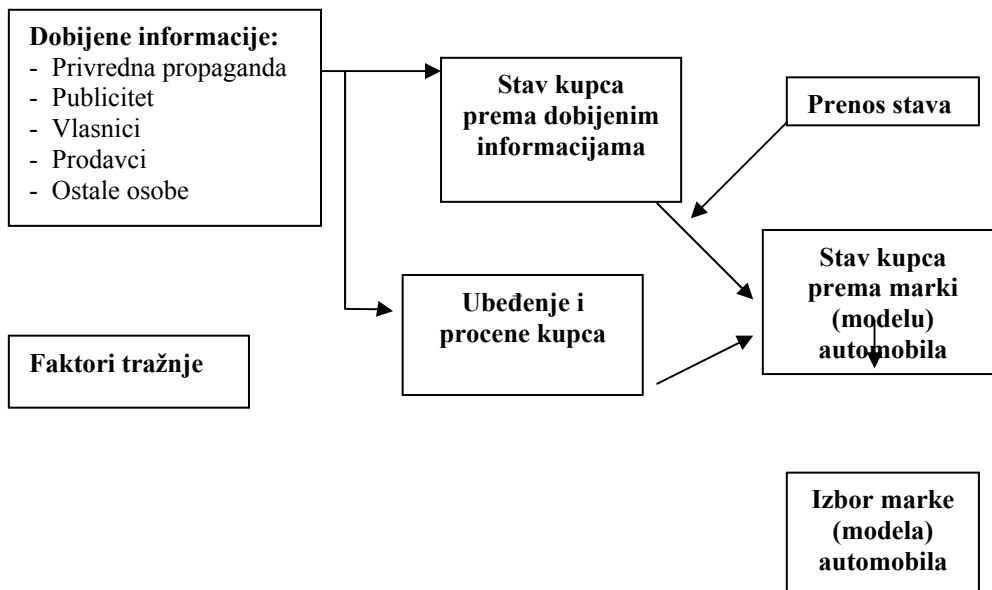 Dobijene informacije:
- Privredna propaganda
- Publicitet
- Vlasnici
- Prodavci
- Ostale osobe
Stav kupca
prema dobijenim
informacijama
Prenos stava
Stav kupca
prema marki
(modelu)
automobila
Ubeđenje i
procene kupca
Faktori tražnje
Izbor marke
(modela)
automobila